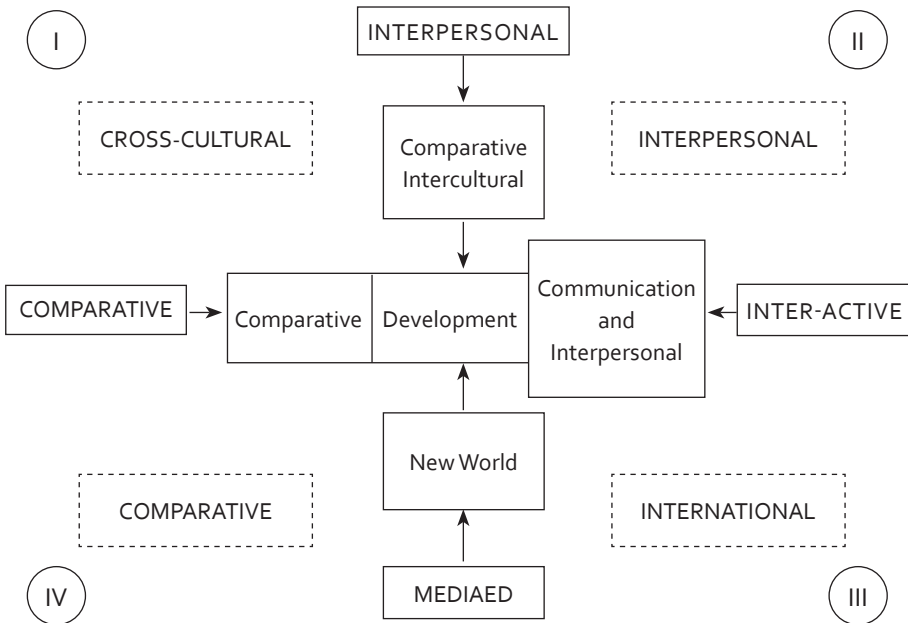 I
INTERPERSONAL
II
CROSS-CULTURAL
Comparative
Intercultural
INTERPERSONAL
COMPARATIVE
Comparative
Development
Communication
and
Interpersonal
INTER-ACTIVE
New World
COMPARATIVE
INTERNATIONAL
IV
MEDIAED
III